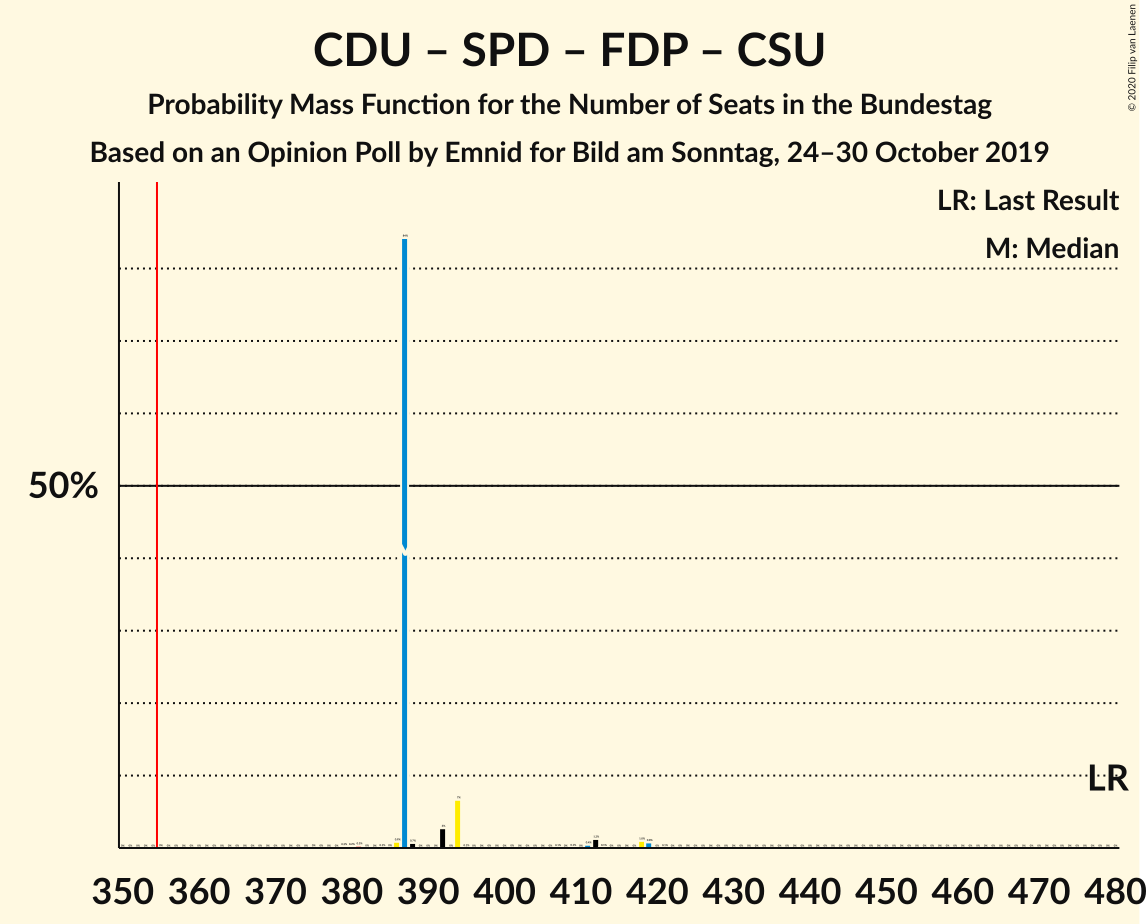 CDU – SPD – FDP – CSU
Probability Mass Function for the Number of Seats in the Bundestag
Based on an Opinion Poll by Emnid for Bild am Sonntag, 24–30 October 2019
© 2020 Filip van Laenen
LR: Last Result
M: Median
50%
LR
350 360 370 380 390 400 410 420 430 440 450 460 470 480